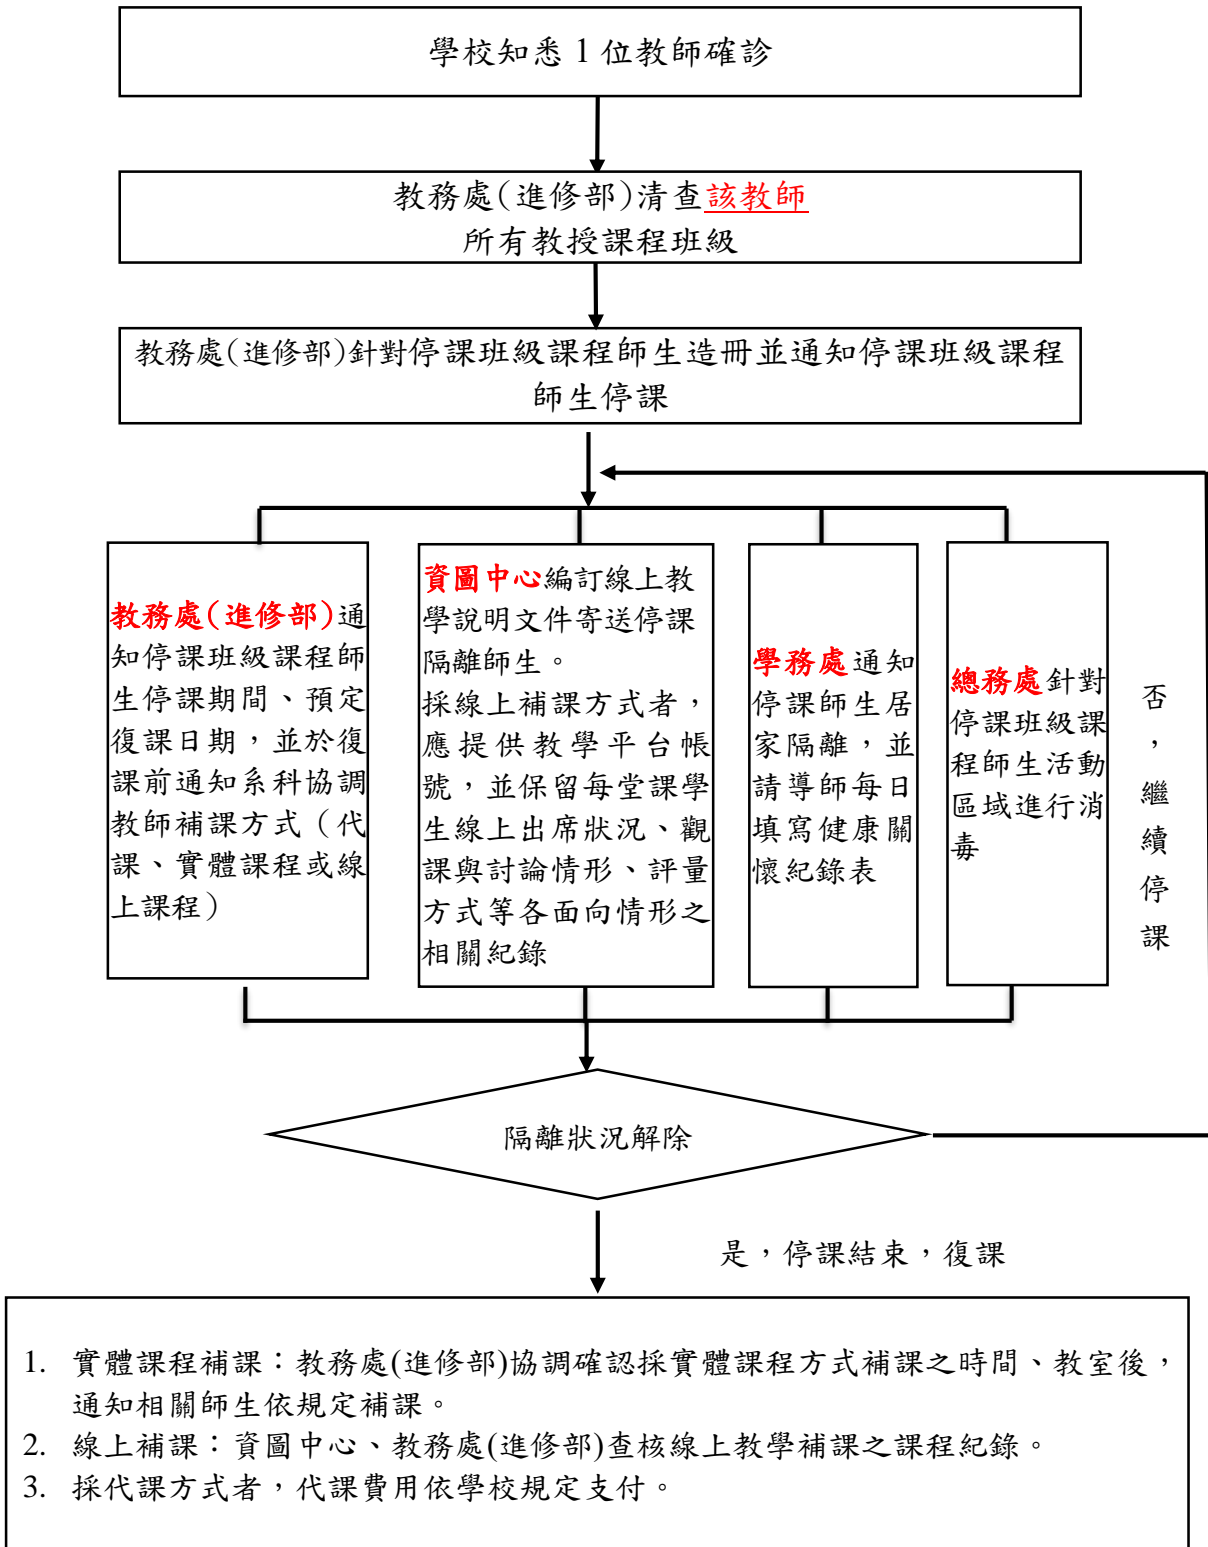 學校知悉 1 位教師確診
教務處(進修部)清查該教師
所有教授課程班級
教務處(進修部)針對停課班級課程師生造冊並通知停課班級課程
師生停課
教務處(進修部)通
知停課班級課程師
生停課期間、預定
復課日期，並於復
課前通知系科協調
教師補課方式（代
課、實體課程或線
上課程）
資圖中心編訂線上教
學說明文件寄送停課
隔離師生。
採線上補課方式者，
應提供教學平台帳
號，並保留每堂課學
生線上出席狀況、觀
課與討論情形、評量
方式等各面向情形之
相關紀錄
學務處通知
停課師生居
家隔離，並
請導師每日
填寫健康關
懷紀錄表
總務處針對
停課班級課
程師生活動
區域進行消
毒
否，繼續停課
隔離狀況解除
是，停課結束，復課
1. 實體課程補課：教務處(進修部)協調確認採實體課程方式補課之時間、教室後，
通知相關師生依規定補課。
2. 線上補課：資圖中心、教務處(進修部)查核線上教學補課之課程紀錄。
3. 採代課方式者，代課費用依學校規定支付。